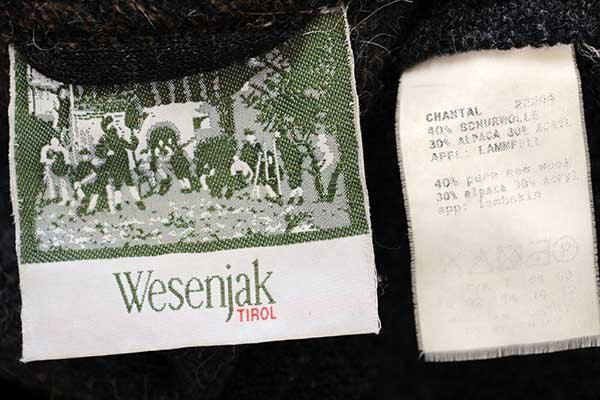 Wesenjak
TIROL
CHANTAL
40% SCHURWOLLE
30% ALPACA 30% ACRYL
APPL: LAMMFELL
40% pure new wool
30% alpaca 30% acryl
app: lambskin